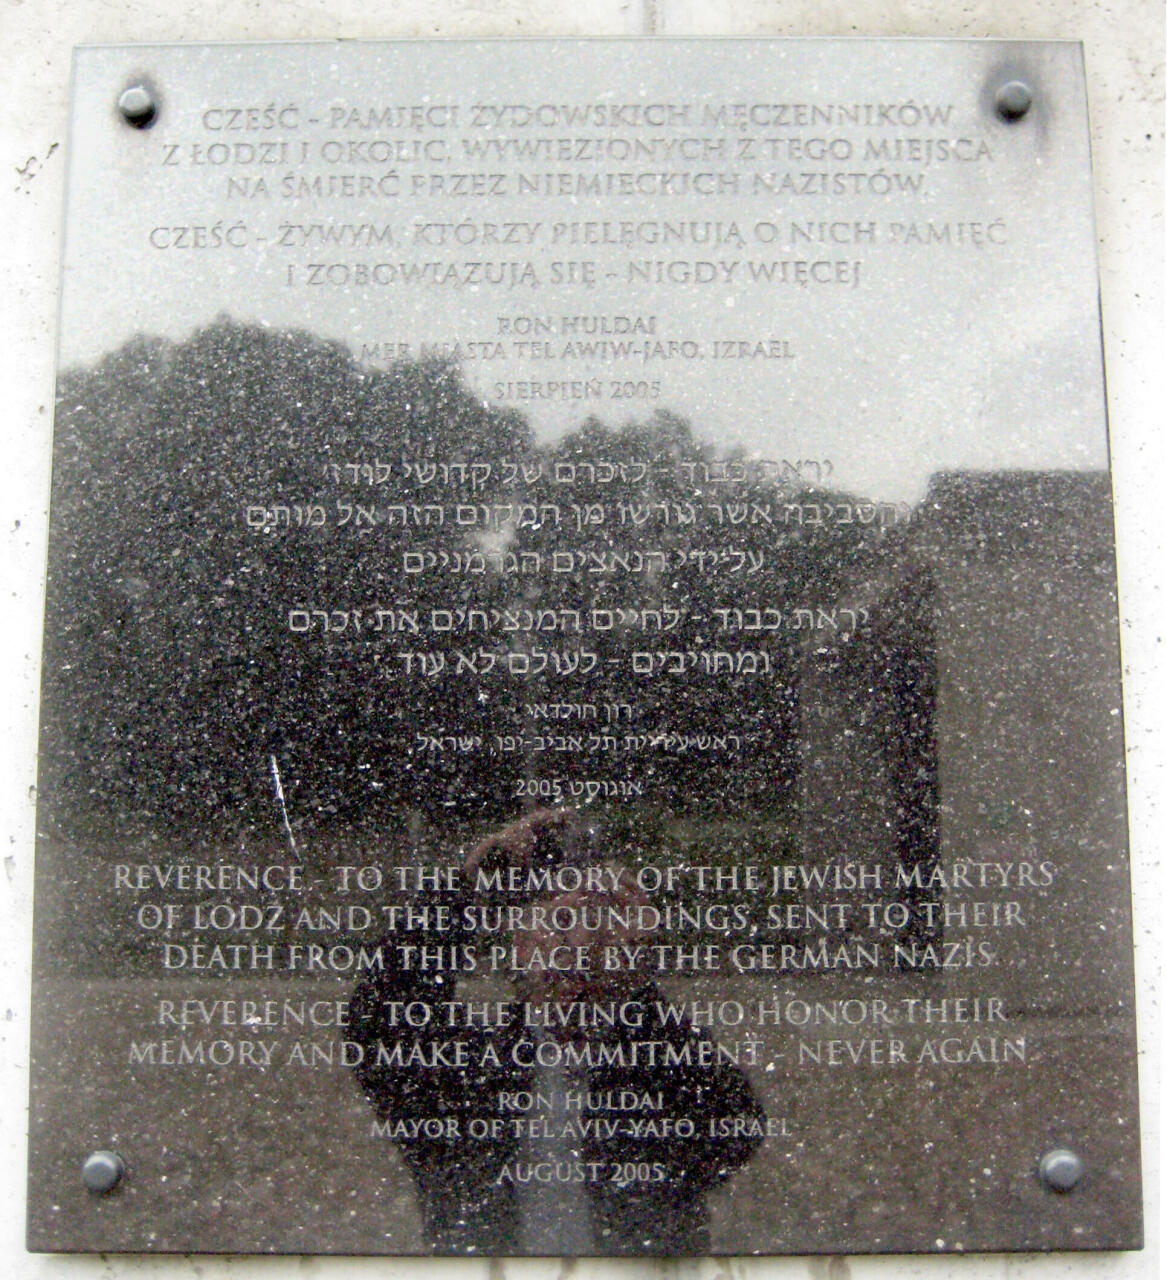 CZEŚĆ - PAMIĘCI ŻYDOWSKICH MĘCZENNIKÓW
Z ŁODZI I OKOLIC, WYWIEZIONYCH Z TEGO MIEJSCA
NA ŚMIERĆ PRZEZ NIEMIECKICH NAZISTÓW.
CZEŚĆ - ŻYWYM, KTÓRZY PIELĘGNUJĄ O NICH PAMIĘĆ
I ZOBOWIĄZUJĄ SIĘ - NIGDY WIĘCEJ
RON HULDAI
MER MIASTA TEL AWIW-JAFO, IZRAEL
SIERPIEŃ 2005
יראת כבוד - לזכרם של קדושי לודז'
והסביבה אשר גורשו מן המקום הזה אל מותם
על-ידי הנאצים הגרמניים
יראת כבוד - לחיים המנציחים את זכרם
ומחויבים - לעולם לא עוד
רון חולדאי
ראש עיריית תל אביב-יפו, ישראל
אוגוסט 2005
REVERENCE - TO THE MEMORY OF THE JEWISH MARTYRS
OF LODZ AND THE SURROUNDINGS, SENT TO THEIR
DEATH FROM THIS PLACE BY THE GERMAN NAZIS.
REVERENCE - TO THE LIVING WHO HONOR THEIR
MEMORY AND MAKE A COMMITMENT - NEVER AGAIN
RON HULDAI
MAYOR OF TEL AVIV-YAFO, ISRAEL
AUGUST 2005